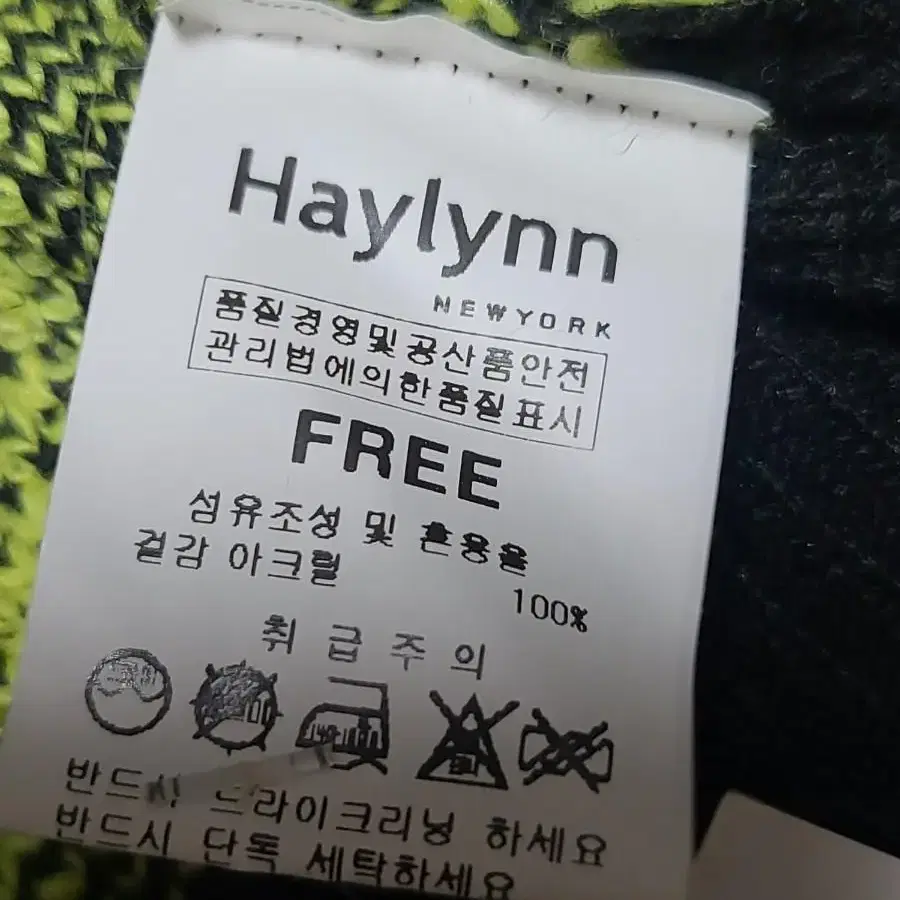 Haylynn
NEWYORK
품질경영및공산품안전
관리법에의한품질표시
FREE
섬유조성 및 혼용율
겉감 아크릴
100%
취급주의
반드시 드라이크리닝 하세요
반드시 단독 세탁하세요